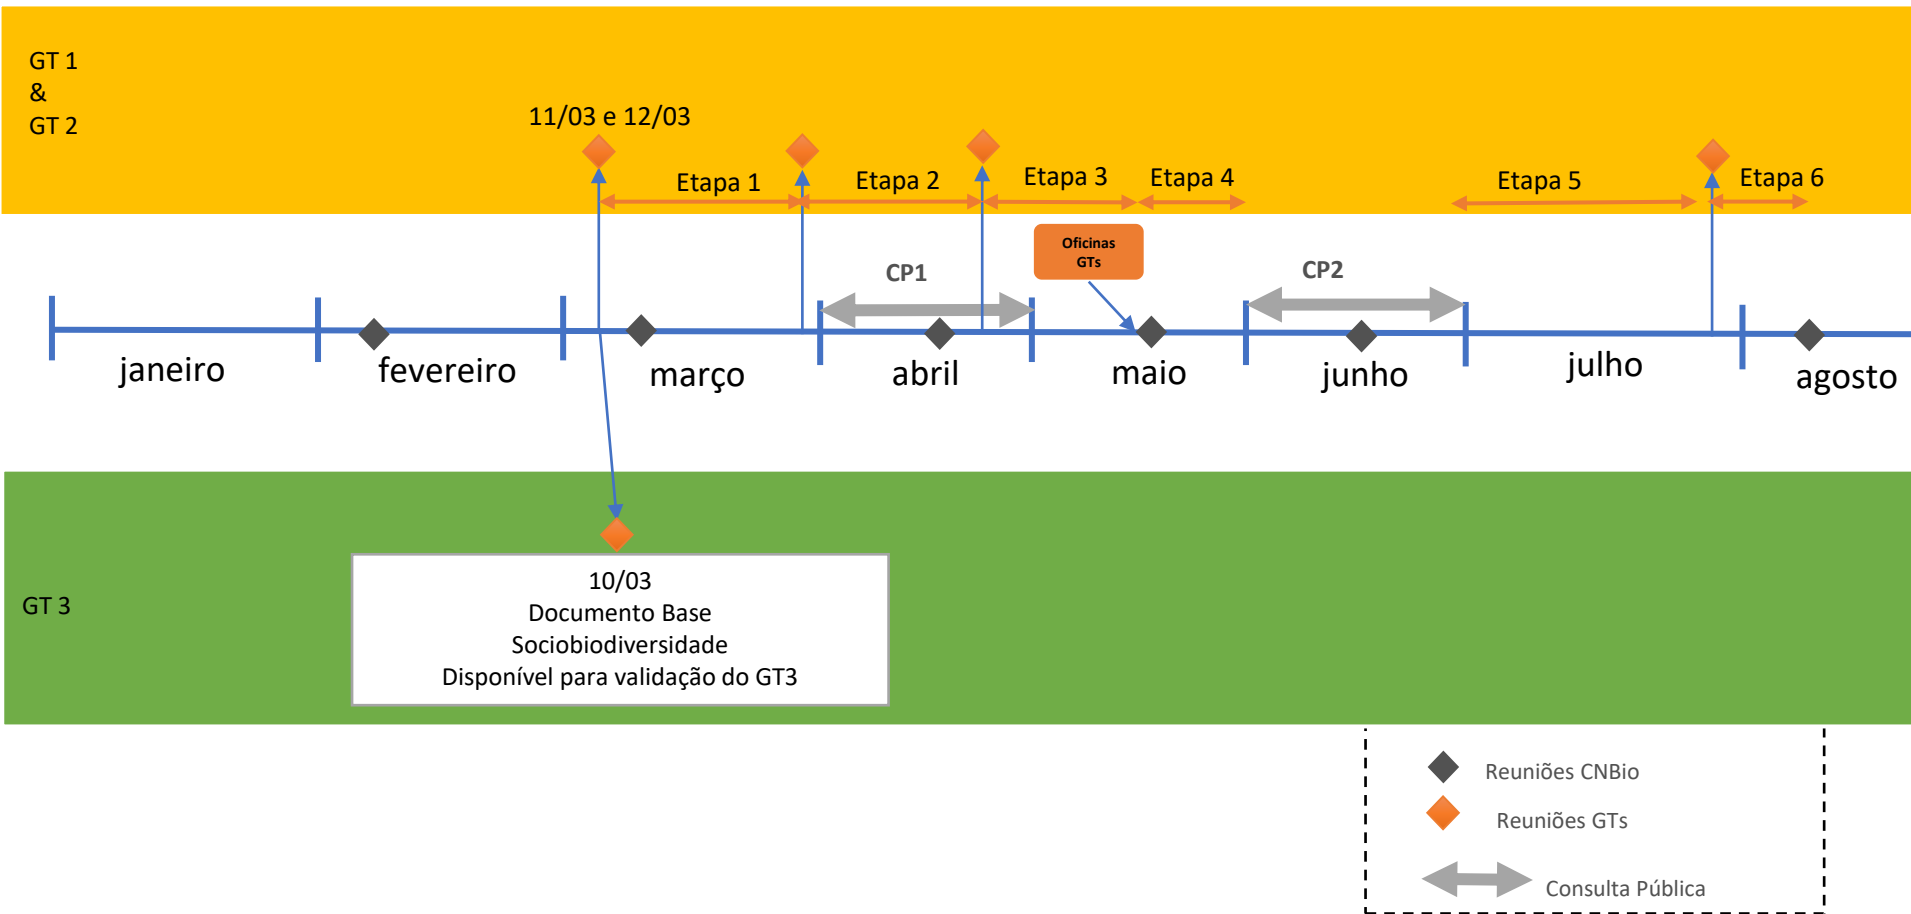 GT 1
&
GT 2
11/03 e 12/03
Etapa 1
Etapa 2
Etapa 3
Etapa 4
Etapa 5
Etapa 6
Oficinas
GTs
CP1
CP2
janeiro
fevereiro
março
abril
maio
junho
julho
agosto
GT 3
10/03
Documento Base
Sociobiodiversidade
Disponível para validação do GT3
Reuniões CNBio
Reuniões GTs
Consulta Pública